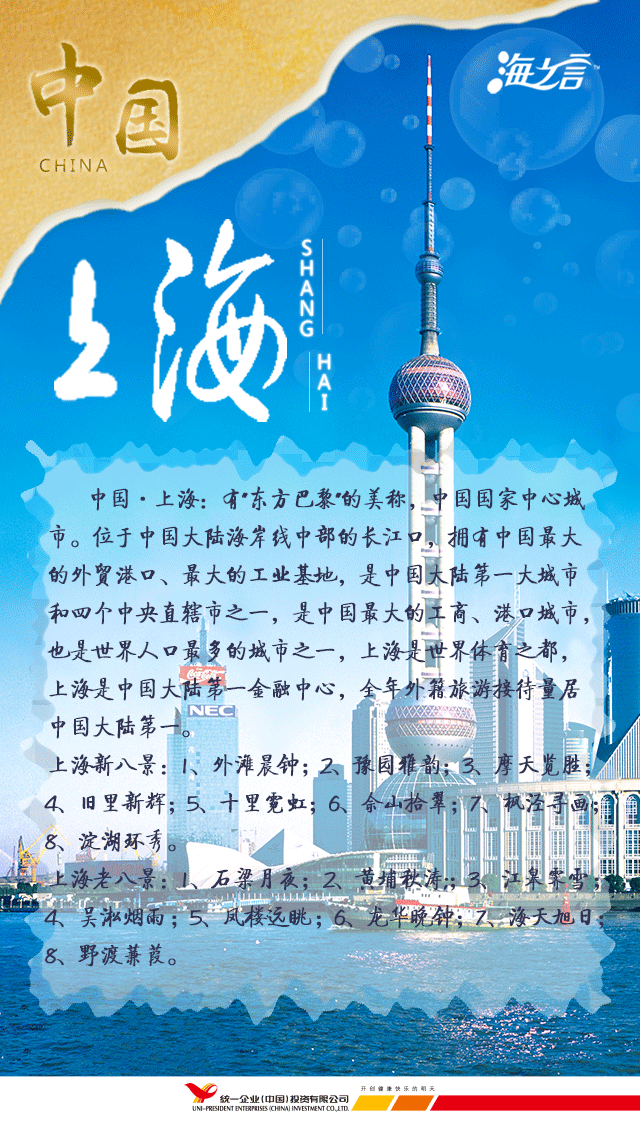 中国
CHINA
海之言™
上海
SHANG
HAI
中国·上海：有"东方巴黎"的美称，中国国家中心城
市。位于中国大陆海岸线中部的长江口，拥有中国最大
的外贸港口、最大的工业基地，是中国大陆第一大城市
和四个中央直辖市之一，是中国最大的工商、港口城市，
也是世界人口最多的城市之一，上海是世界体育之都，
上海是中国大陆第一金融中心，全年外籍旅游接待量居
中国大陆第一。
上海新八景：1、外滩晨钟；2、豫园雅韵；3、摩天览胜；
4、旧里新辉；5、十里霓虹；6、佘山拾翠；7、枫泾寻画；
8、淀湖环秀。
上海老八景：1、石梁月夜；2、黄埔秋涛；；3、江皋霁雪；
4、吴淞烟雨；5、凤楼远眺；6、龙华晚钟；7、海天旭日；
8、野渡蒹葭。
Coca-Cola
NEC
统一企业(中国)投资有限公司
UNI-PRESIDENT ENTERPRISES (CHINA) INVESTMENT CO.,LTD.
开创健康快乐的明天